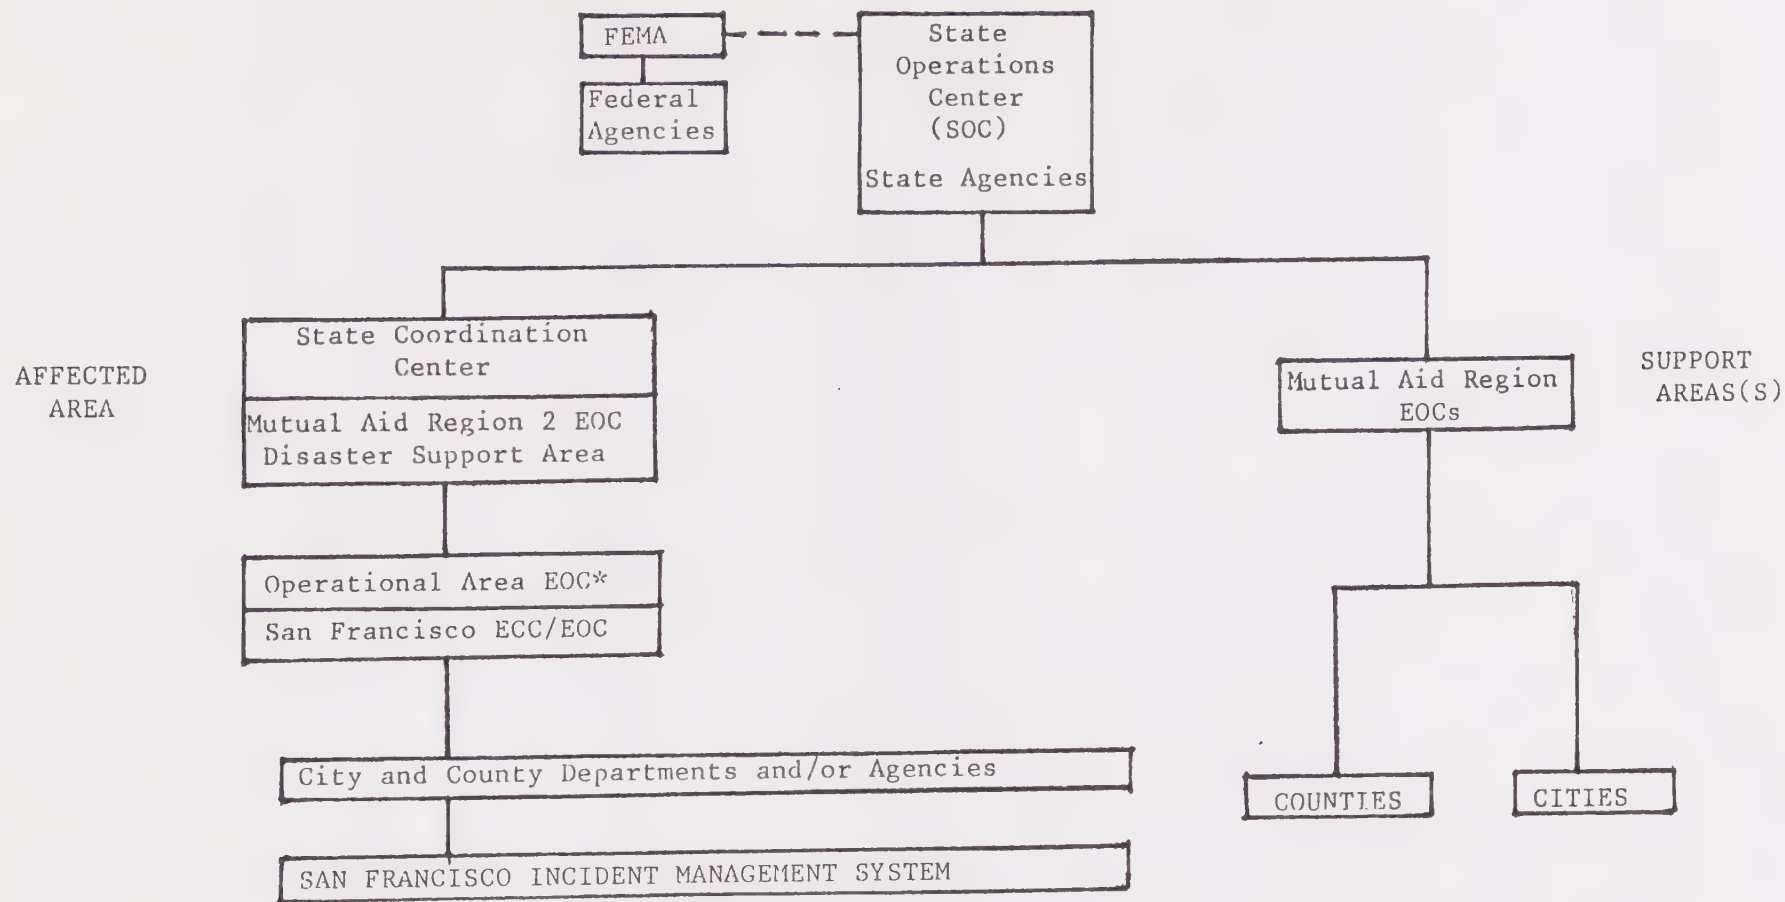 FEMA
Federal
Agencies
State
Operations
Center
(SOC)
State Agencies
AFFECTED
AREA
State Coordination
Center
Mutual Aid Region 2 EOC
Disaster Support Area
Operational Area EOC*
San Francisco ECC/EOC
City and County Departments and/or Agencies
SAN FRANCISCO INCIDENT MANAGEMENT SYSTEM
Mutual Aid Region
EOCs
SUPPORT
AREAS(S)
COUNTIES
CITIES